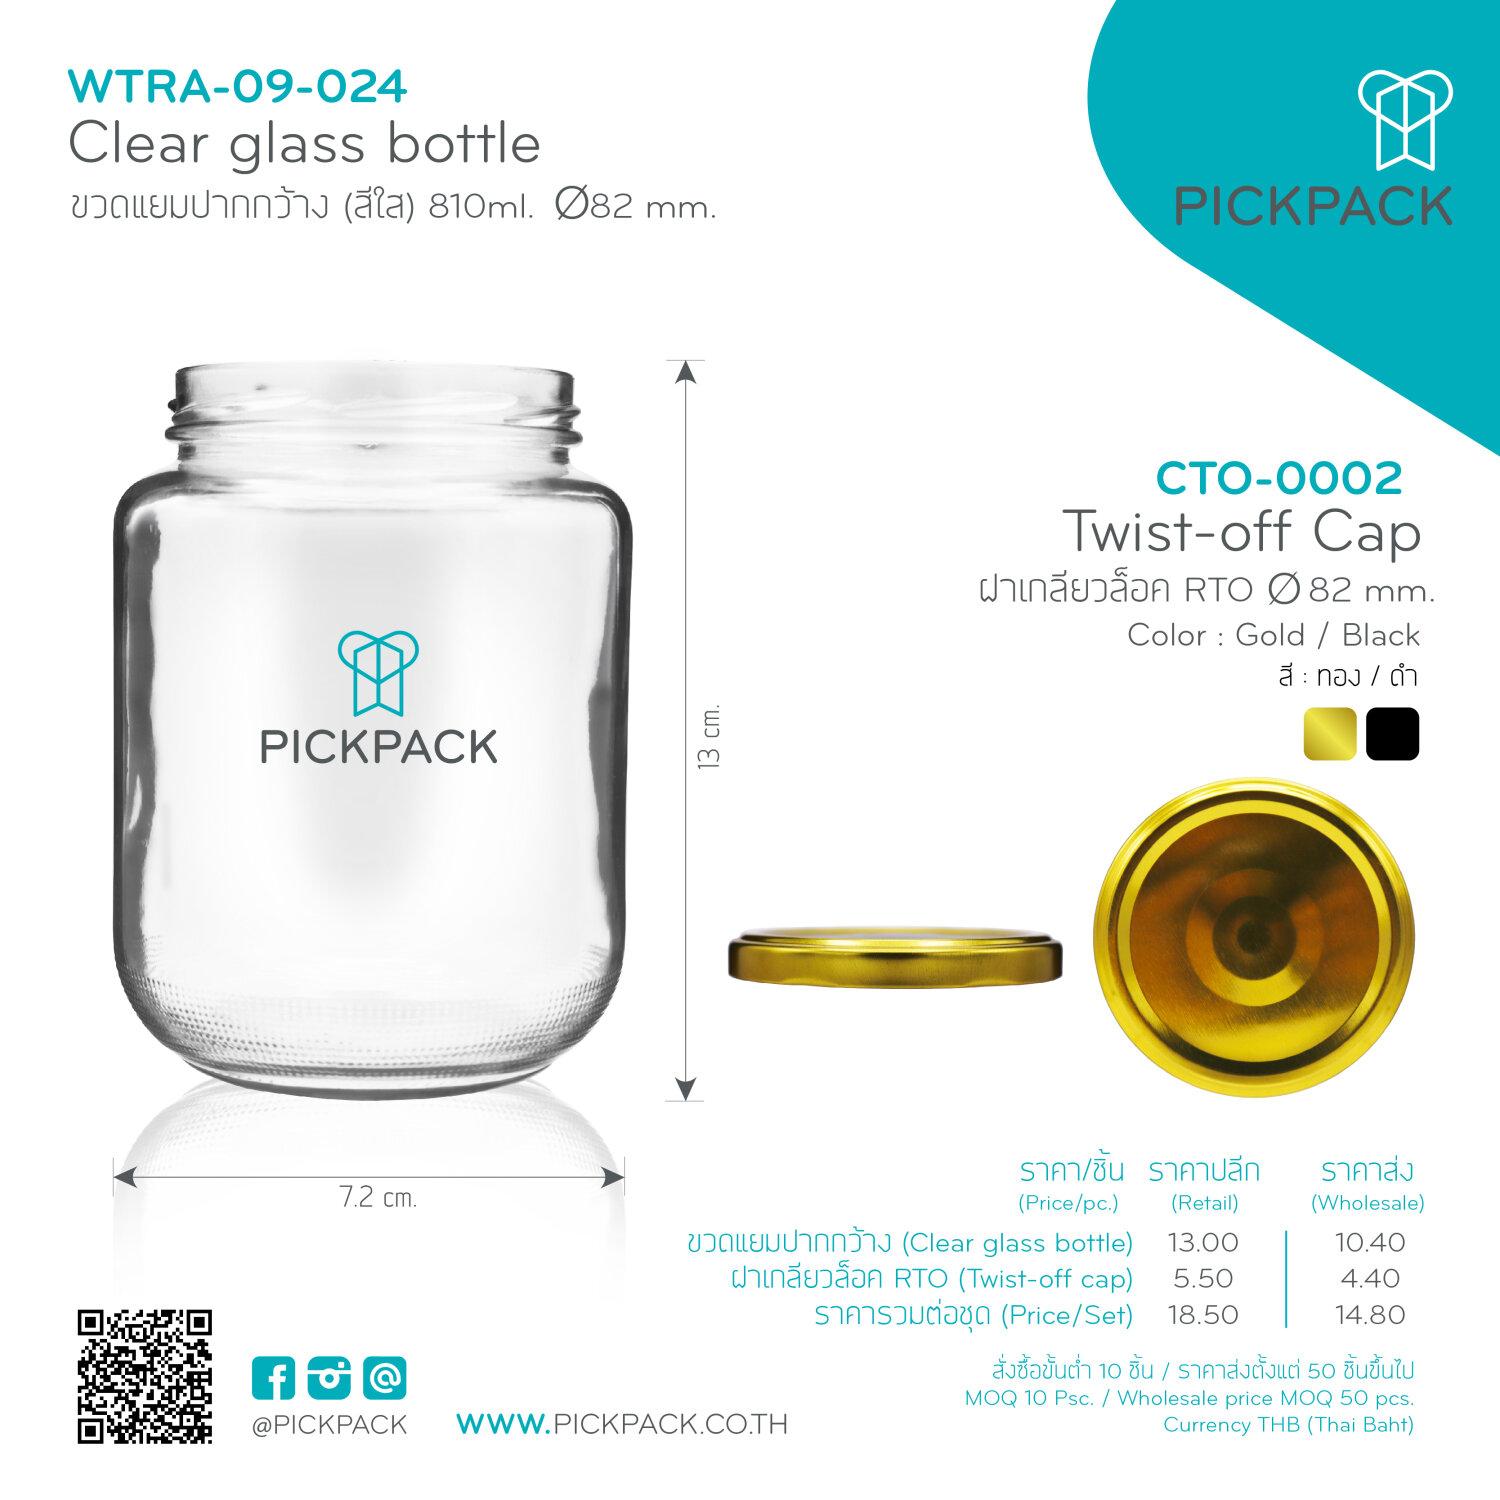 WTRA-09-024
Clear glass bottle
ขวดแยมปากกว้าง (สีใส) 810ml. Ø82 mm.
PICKPACK
CTO-0002
Twist-off Cap
ฝาเกลียวล็อค RTO Ø 82 mm.
Color : Gold / Black
สี : ทอง / ดำ
PICKPACK
13 cm.
7.2 cm.
ราคา/ชิ้น ราคาปลีก ราคาส่ง
(Price/pc.) (Retail) (Wholesale)
ขวดแยมปากกว้าง (Clear glass bottle) 13.00 10.40
ฝาเกลียวล็อค RTO (Twist-off cap) 5.50 4.40
ราคารวมต่อชุด (Price/Set) 18.50 14.80
สั่งซื้อขั้นต่ำ 10 ชิ้น / ราคาส่งตั้งแต่ 50 ชิ้นขึ้นไป
MOQ 10 Psc. / Wholesale price MOQ 50 pcs.
Currency THB (Thai Baht)
@PICKPACK
WWW.PICKPACK.CO.TH